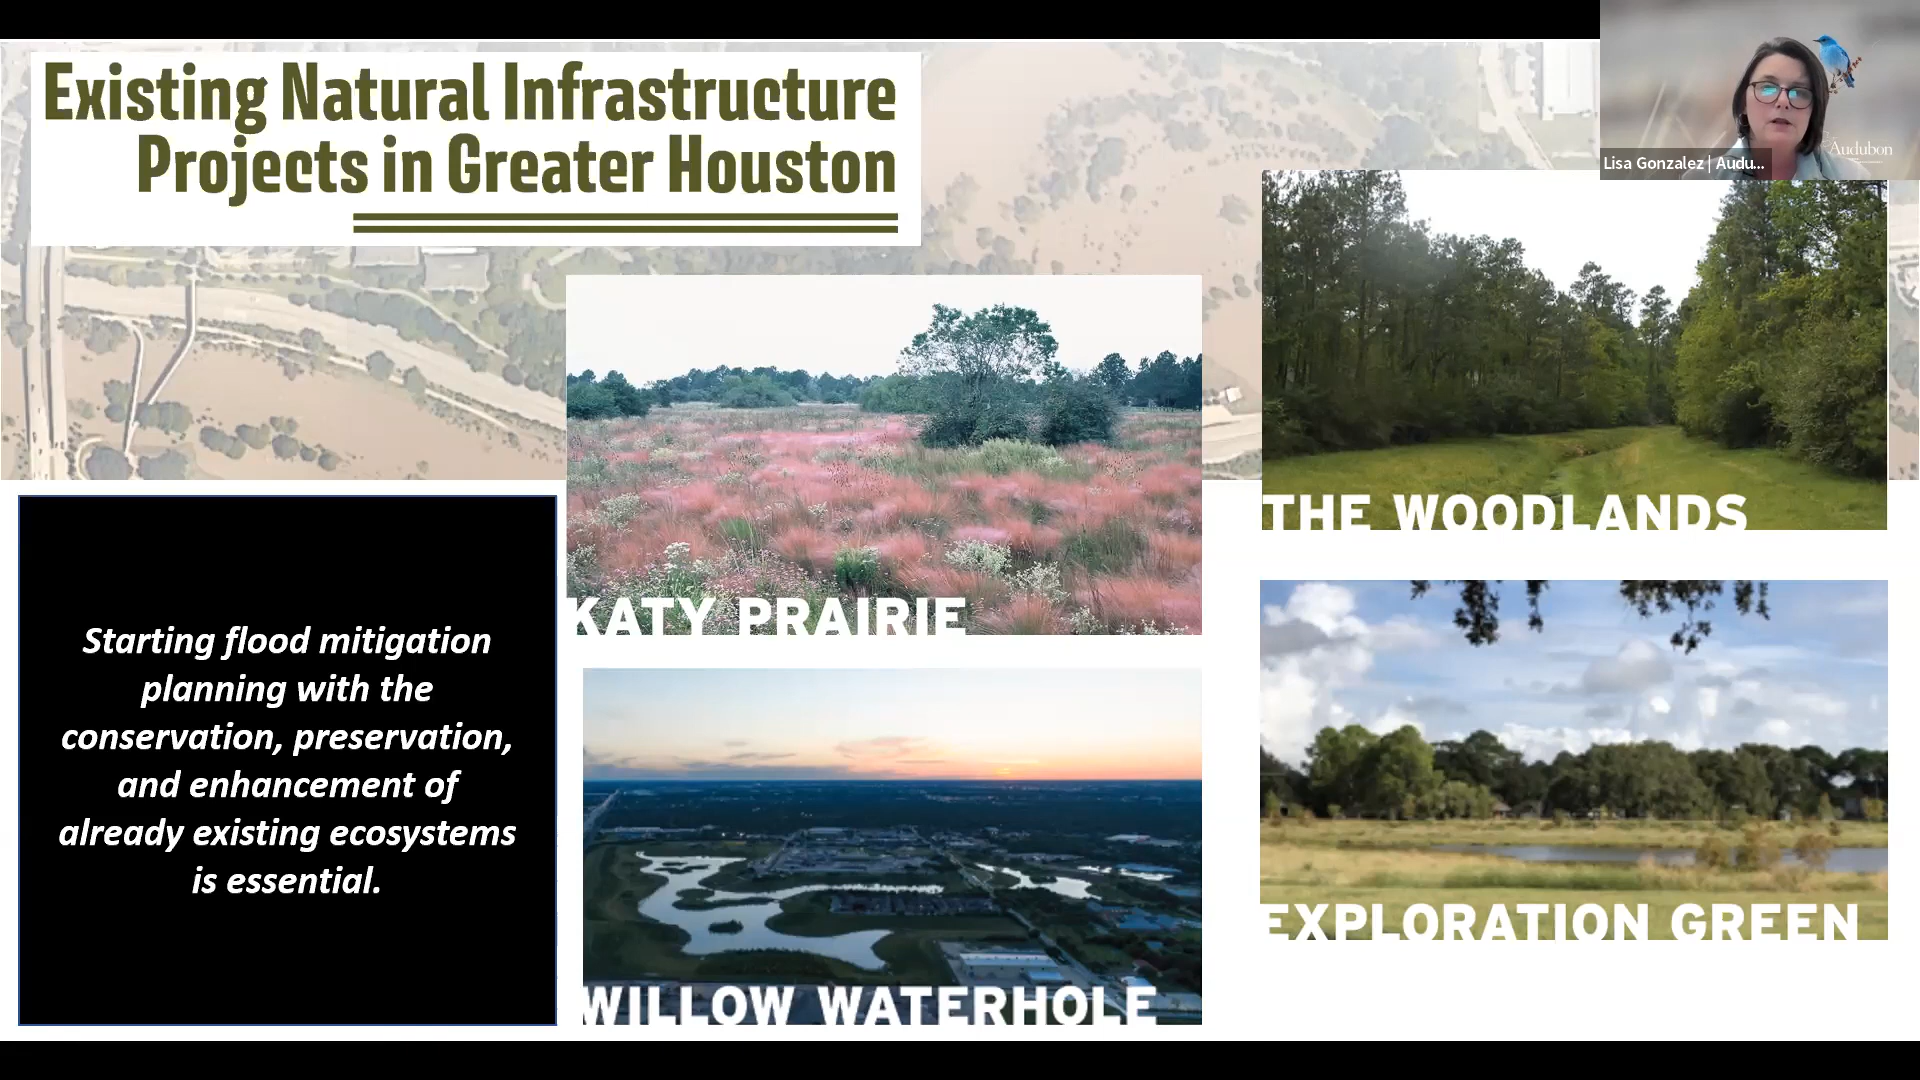 Existing Natural Infrastructure
Projects in Greater Houston
Audubon
Lisa Gonzalez | Audu...
THE WOODLANDS
KATY PRAIRIE
Starting flood mitigation
planning with the
conservation, preservation,
and enhancement of
already existing ecosystems
is essential.
EXPLORATION GREEN
WILLOW WATERHOLE